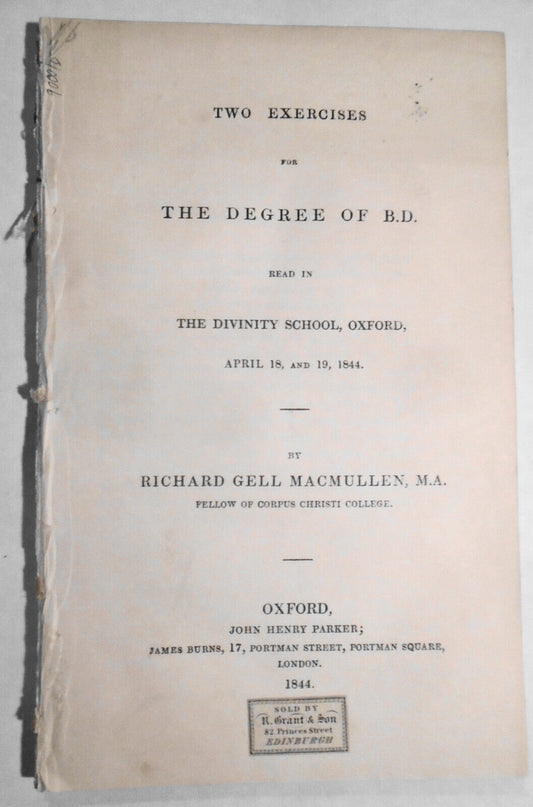 TWO EXERCISES
FOR
THE DEGREE OF B.D.
READ IN
THE DIVINITY SCHOOL, OXFORD,
APRIL 18, AND 19, 1844.
BY
RICHARD GELL MACMULLEN, M.A.
FELLOW OF CORPUS CHRISTI COLLEGE.
OXFORD,
JOHN HENRY PARKER;
JAMES BURNS, 17, PORTMAN STREET, PORTMAN SQUARE,
LONDON.
1844.
SOLD BY
R. Grant & Son
82 Princes Street
EDINBURGH